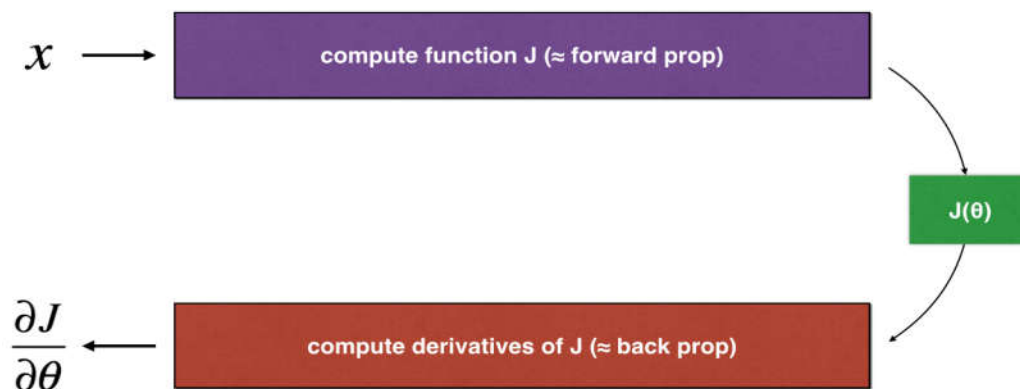 x
compute function J (≈ forward prop)
J(θ)
∂J
∂θ
compute derivatives of J (≈ back prop)